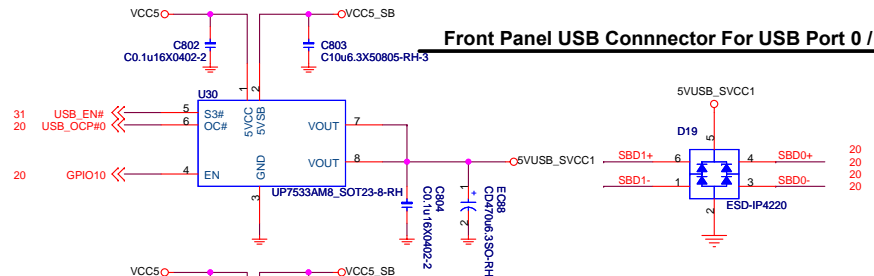 VCC5
VCC5_SB
C802
C0.1u16X0402-2
C803
C10u6.3X50805-RH-3
Front Panel USB Connnector For USB Port 0 /
U30
1
2
5VCC
5VSB
31
USB_EN#
5
S3#
20
USB_OCP#0
6
OC#
VOUT
7
VOUT
8
5VUSB_SVCC1
20
GPIO10
4
EN
GND
3
UP7533AM8_SOT23-8-RH
C804
C0.1u16X0402-2
1
+
2
EC88
CD470u6.3SO-RH
5VUSB_SVCC1
D19
5
SBD1+
6
4
SBD0+
20
20
SBD1-
1
3
SBD0-
20
20
2
ESD-IP4220
VCC5
VCC5_SB